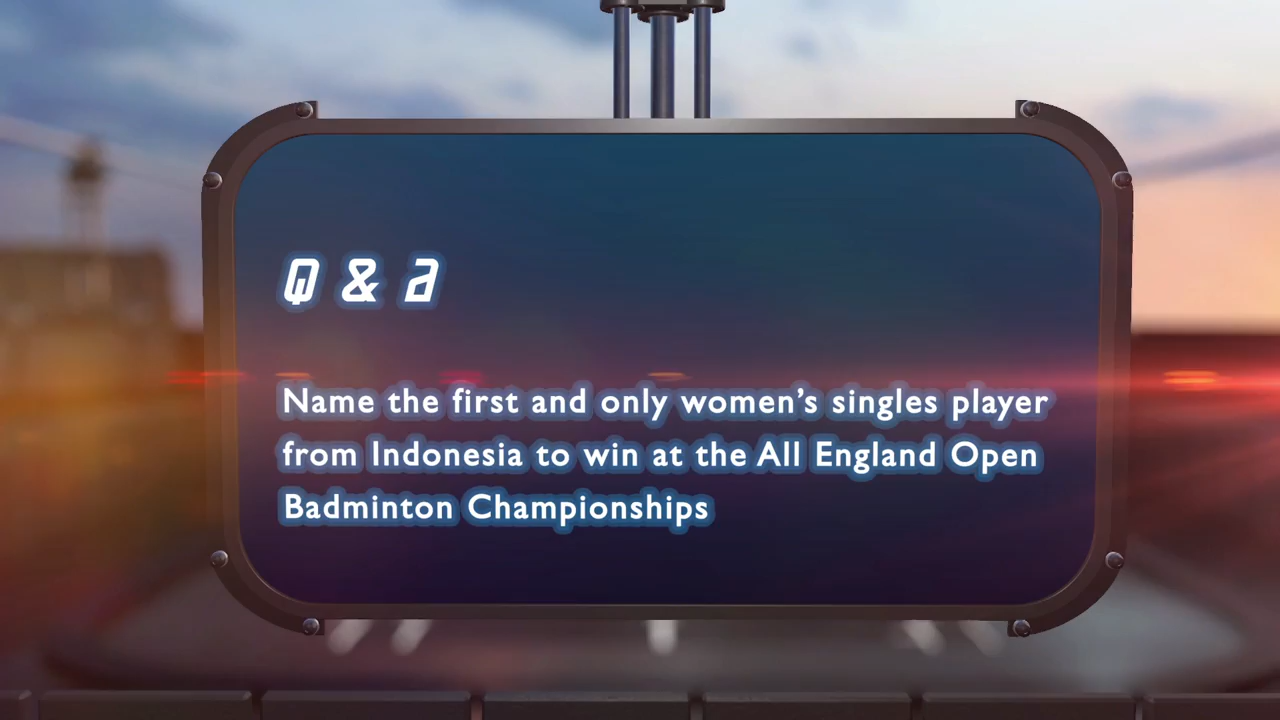 Q & A
Name the first and only women’s singles player
from Indonesia to win at the All England Open
Badminton Championships